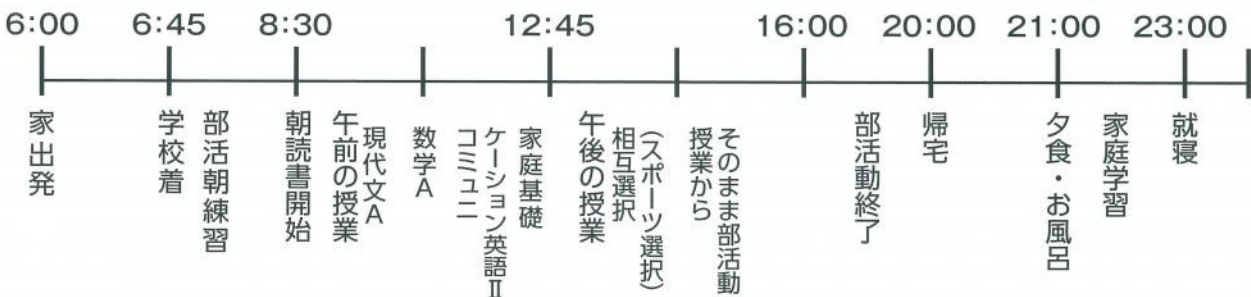 6:00
6:45
8:30
12:45
16:00
20:00
21:00
23:00
家出発
学校着
部活朝練習
朝読書開始
午前の授業
現代文A
数学A
コミュニ
ケーション英語Ⅱ
家庭基礎
午後の授業
相互選択
(スポーツ選択)
授業から
そのまま部活動
部活動終了
帰宅
夕食・お風呂
家庭学習
就寝